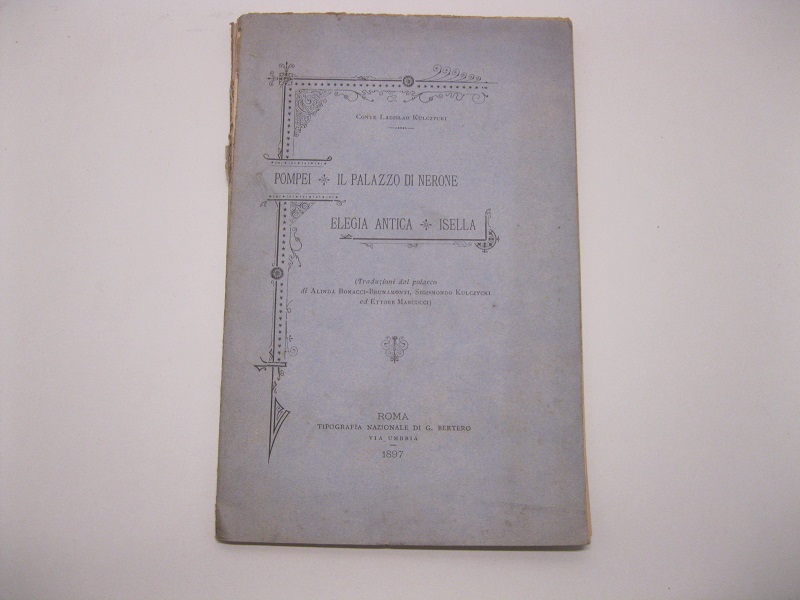 Conte Ladislao Kulczycki
POMPEI IL PALAZZO DI NERONE
ELEGIA ANTICA ISELLA
(Traduzioni dal polacco
di Alinda Bonacci-Brunamonti, Sigismondo Kulczycki
ed Ettore Marcucci)
ROMA
TIPOGRAFIA NAZIONALE DI G. BERTERO
VIA UMBRIA
1897